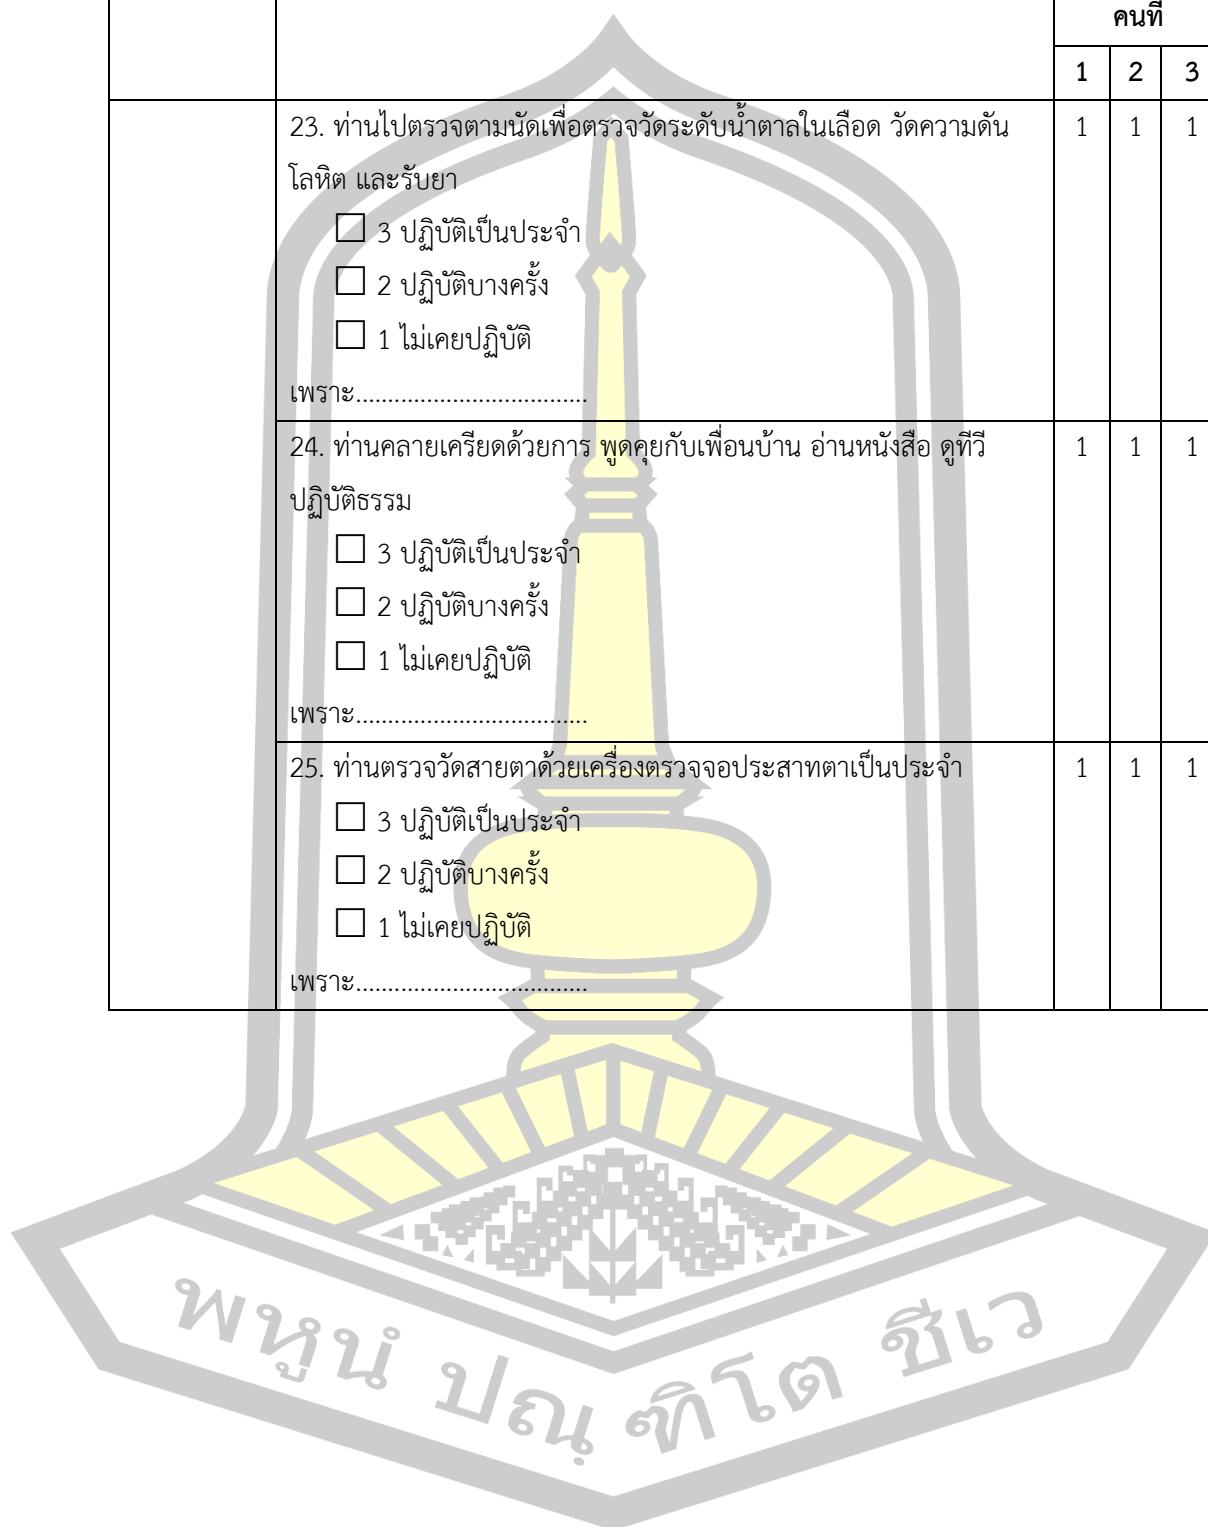 คนที่
1 2 3
23. ท่านไปตรวจตามนัดเพื่อตรวจวัดระดับน้ำตาลในเลือด วัดความดัน 1 1 1
โลหิต และรับยา
☐ 3 ปฏิบัติเป็นประจำ
☐ 2 ปฏิบัติบางครั้ง
☐ 1 ไม่เคยปฏิบัติ
เพราะ....................................
24. ท่านคลายเครียดด้วยการ พูดคุยกับเพื่อนบ้าน อ่านหนังสือ ดูทีวี 1 1 1
ปฏิบัติธรรม
☐ 3 ปฏิบัติเป็นประจำ
☐ 2 ปฏิบัติบางครั้ง
☐ 1 ไม่เคยปฏิบัติ
เพราะ....................................
25. ท่านตรวจวัดสายตาด้วยเครื่องตรวจจอประสาทตาเป็นประจำ 1 1 1
☐ 3 ปฏิบัติเป็นประจำ
☐ 2 ปฏิบัติบางครั้ง
☐ 1 ไม่เคยปฏิบัติ
เพราะ....................................
พหูนํ ปณฺฑิโต ชีเว